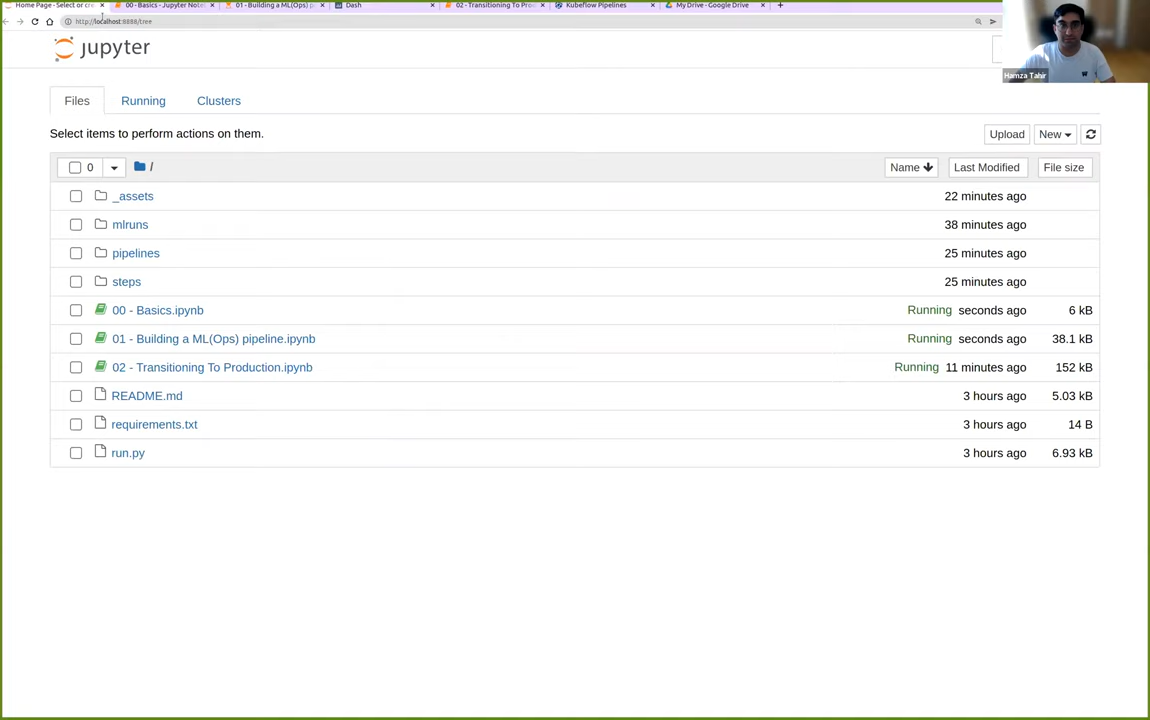 Home Page - Select or cre
00 - Basics - Jupyter Note
01 - Building a ML(Ops) p
Dash
02 - Transitioning To Prod
Kubeflow Pipelines
My Drive - Google Drive
http://localhost:8888/tree
jupyter
Hamza Tahir
Files
Running
Clusters
Select items to perform actions on them.
Upload
New
0
/
Name
Last Modified
File size
_assets
22 minutes ago
mlruns
38 minutes ago
pipelines
25 minutes ago
steps
25 minutes ago
00 - Basics.ipynb
Running seconds ago
6 kB
01 - Building a ML(Ops) pipeline.ipynb
Running seconds ago
38.1 kB
02 - Transitioning To Production.ipynb
Running 11 minutes ago
152 kB
README.md
3 hours ago
5.03 kB
requirements.txt
3 hours ago
14 B
run.py
3 hours ago
6.93 kB